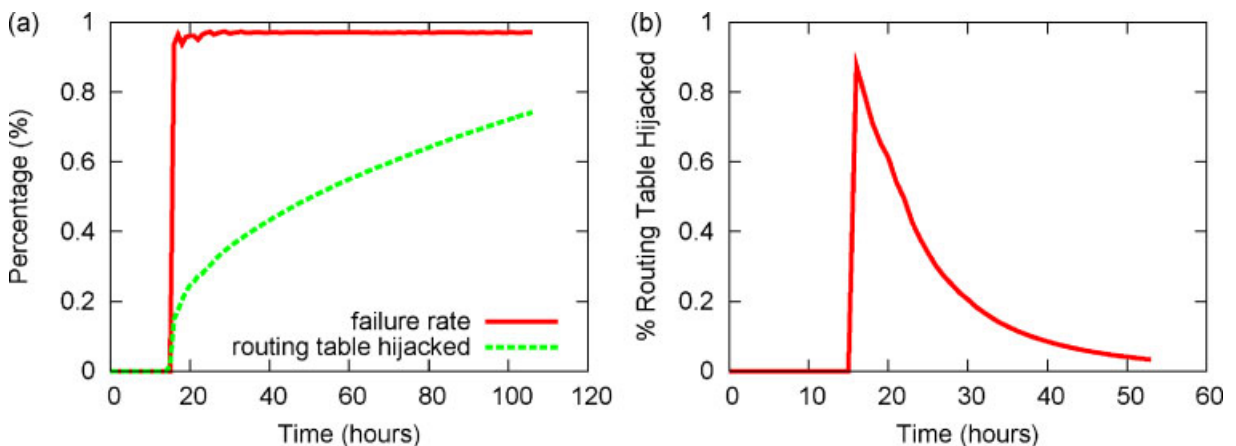 (a)
1
0.8
0.6
0.4
0.2
0
Percentage (%)
failure rate
routing table hijacked
0 20 40 60 80 100 120
Time (hours)
(b)
1
0.8
0.6
0.4
0.2
0
% Routing Table Hijacked
0 10 20 30 40 50 60
Time (hours)